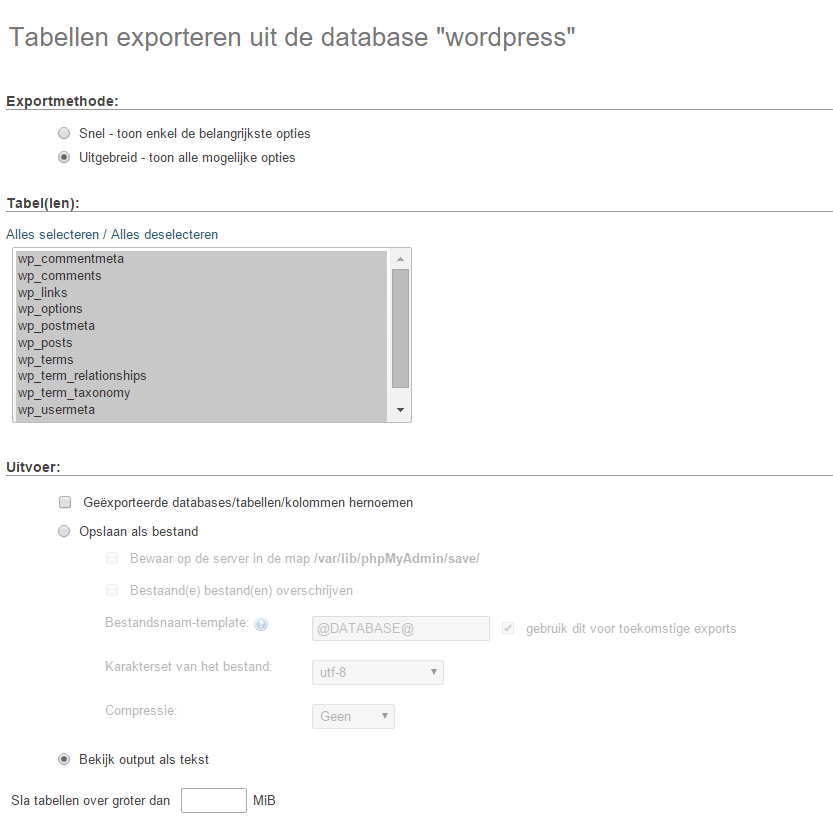 Tabellen exporteren uit de database "wordpress"
Exportmethode:
Snel - toon enkel de belangrijkste opties
Uitgebreid - toon alle mogelijke opties
Tabel(len):
Alles selecteren / Alles deselecteren
wp_commentmeta
wp_comments
wp_links
wp_options
wp_postmeta
wp_posts
wp_terms
wp_term_relationships
wp_term_taxonomy
wp_usermeta
Uitvoer:
Geëxporteerde databases/tabellen/kolommen hernoemen
Opslaan als bestand
Bewaar op de server in de map /var/lib/phpMyAdmin/save/
Bestaand(e) bestand(en) overschrijven
Bestandsnaam-template: @DATABASE@ gebruik dit voor toekomstige exports
Karakterset van het bestand: utf-8
Compressie: Geen
Bekijk output als tekst
Sla tabellen over groter dan MiB